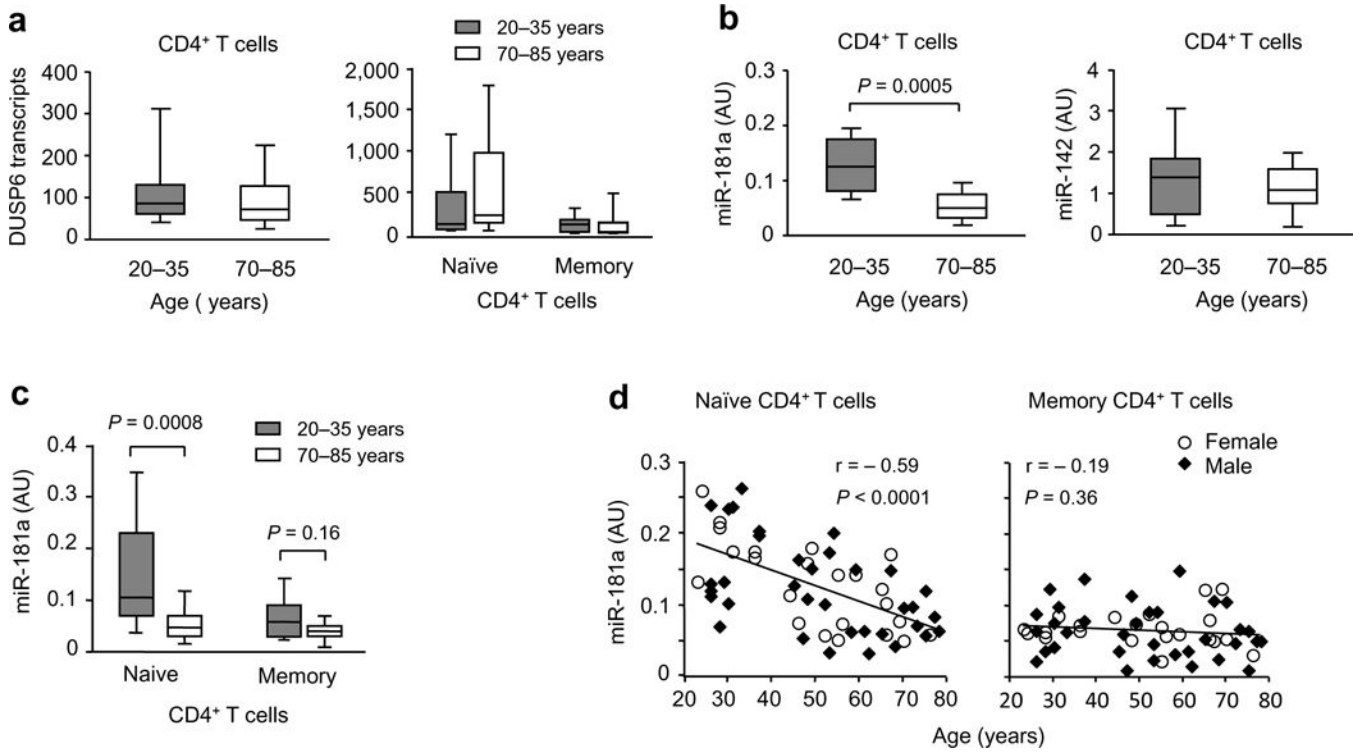 a
CD4⁺ T cells
DUSP6 transcripts
400
300
200
100
0
20–35
70–85
Age ( years)
20–35 years
70–85 years
2,000
1,500
1,000
500
0
Naïve
Memory
CD4⁺ T cells
b
CD4⁺ T cells
miR-181a (AU)
0.3
0.2
0.1
0
P = 0.0005
20–35
70–85
Age (years)
CD4⁺ T cells
miR-142 (AU)
4
3
2
1
0
20–35
70–85
Age (years)
c
P = 0.0008
20–35 years
70–85 years
miR-181a (AU)
0.4
0.3
0.2
0.1
0
P = 0.16
Naive
Memory
CD4⁺ T cells
d
Naïve CD4⁺ T cells
miR-181a (AU)
0.3
0.2
0.1
0
r = – 0.59
P < 0.0001
20 30 40 50 60 70 80
Memory CD4⁺ T cells
Female
Male
r = – 0.19
P = 0.36
20 30 40 50 60 70 80
Age (years)